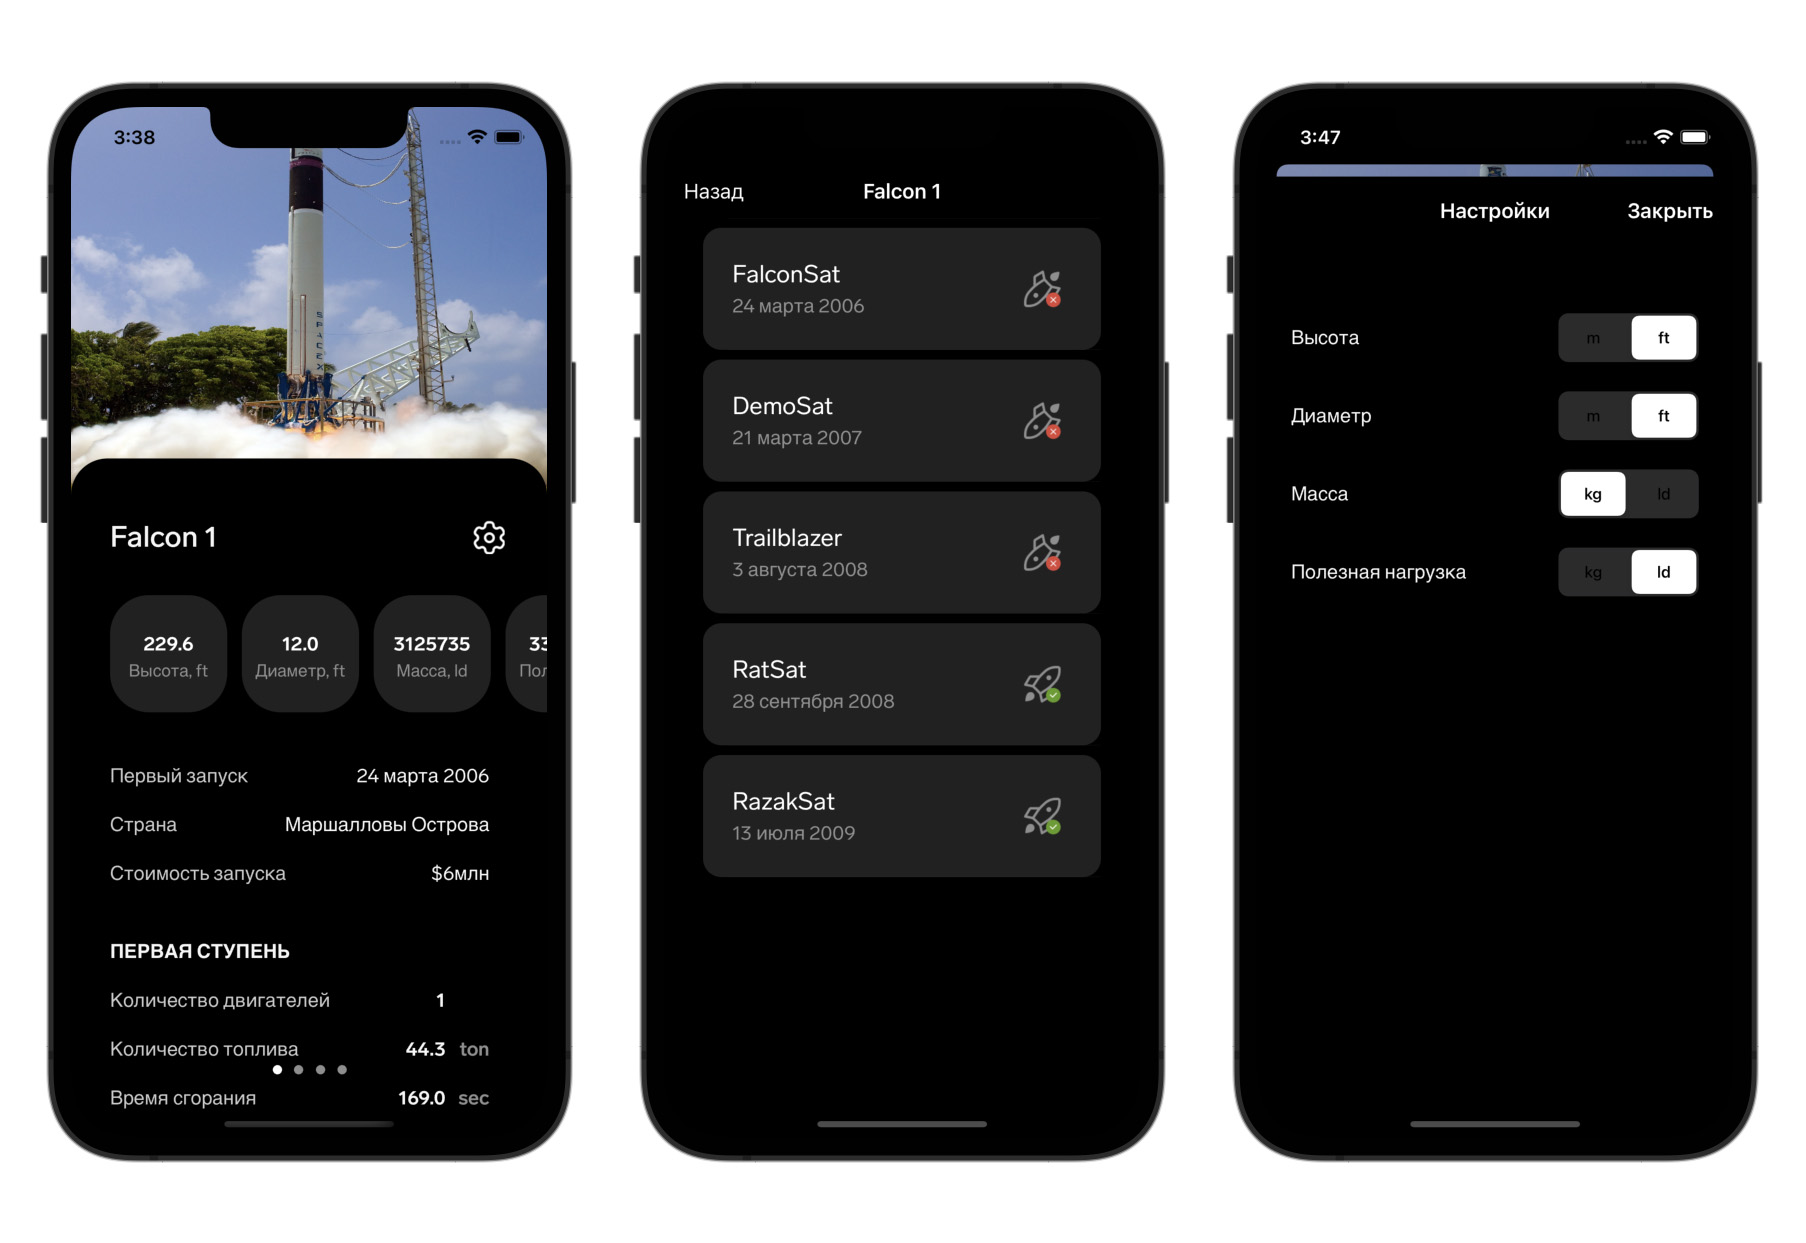 3:38
SPACEX
Falcon 1
229.6
Высота, ft
12.0
Диаметр, ft
3125735
Масса, ld
33
Пол
Первый запуск
24 марта 2006
Страна
Маршалловы Острова
Стоимость запуска
$6млн
ПЕРВАЯ СТУПЕНЬ
Количество двигателей
1
Количество топлива
44.3 ton
Время сгорания
169.0 sec
Назад
Falcon 1
FalconSat
24 марта 2006
DemoSat
21 марта 2007
Trailblazer
3 августа 2008
RatSat
28 сентября 2008
RazakSat
13 июля 2009
3:47
Настройки
Закрыть
Высота
m
ft
Диаметр
m
ft
Масса
kg
ld
Полезная нагрузка
kg
ld